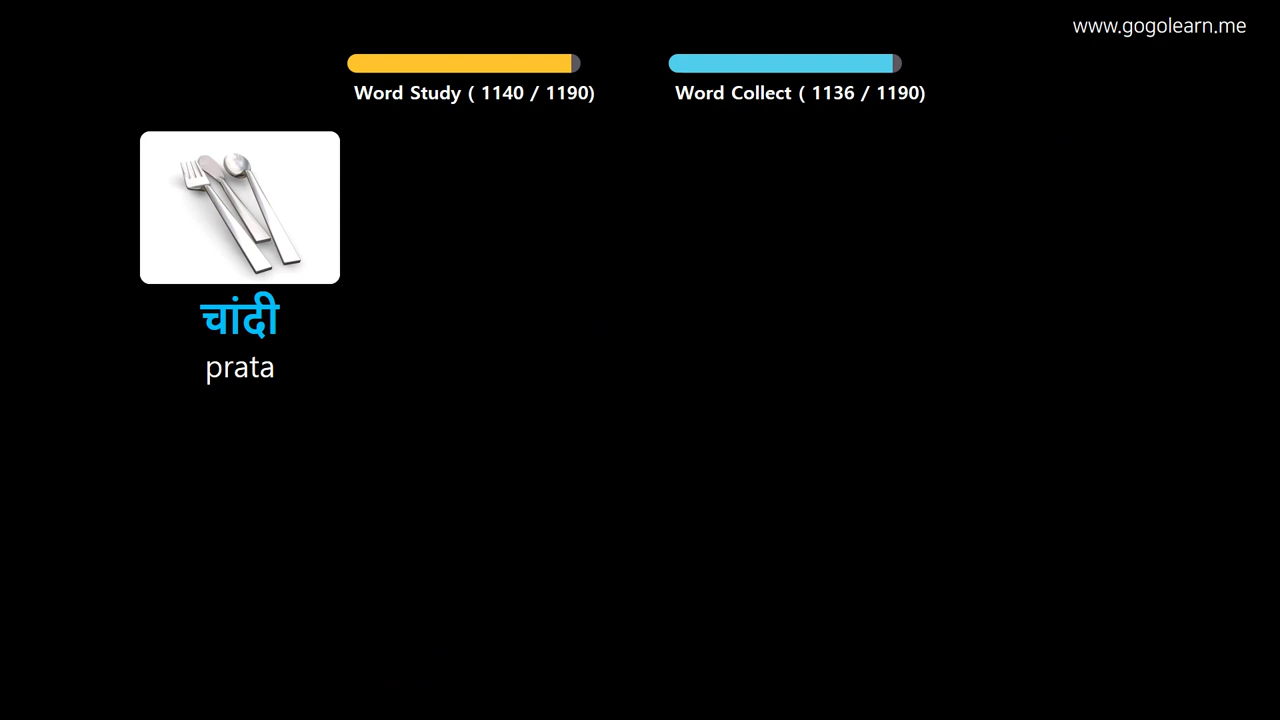 www.gogolearn.me
Word Study ( 1140 / 1190)
Word Collect ( 1136 / 1190)
चांदी
prata